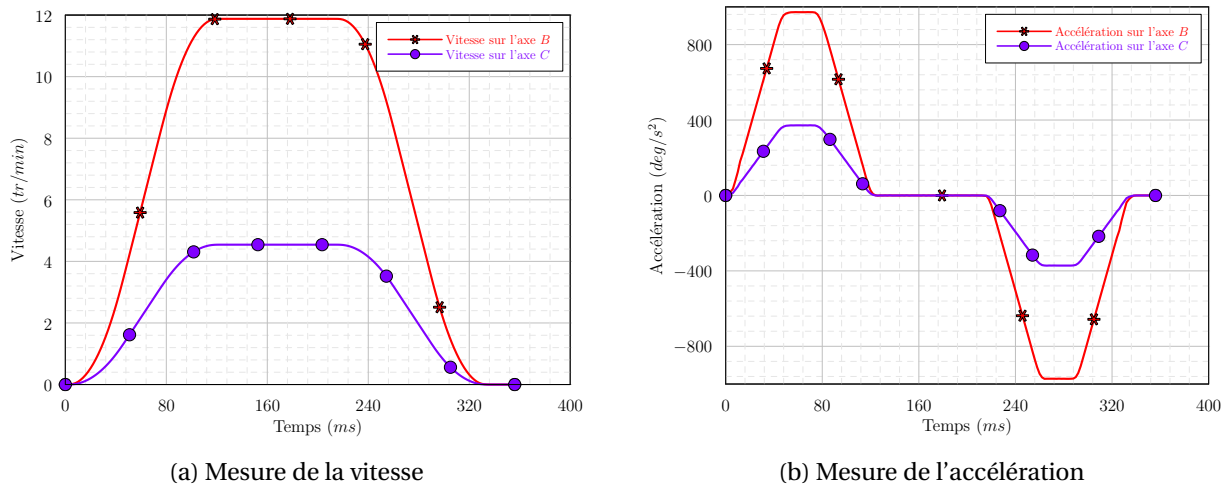 12
10
8
6
4
2
0
Vitesse (tr/min)
Vitesse sur l'axe B
Vitesse sur l'axe C
0 80 160 240 320 400
Temps (ms)
(a) Mesure de la vitesse
800
400
0
−400
−800
Accélération (deg/s²)
Accélération sur l'axe B
Accélération sur l'axe C
0 80 160 240 320 400
Temps (ms)
(b) Mesure de l'accélération